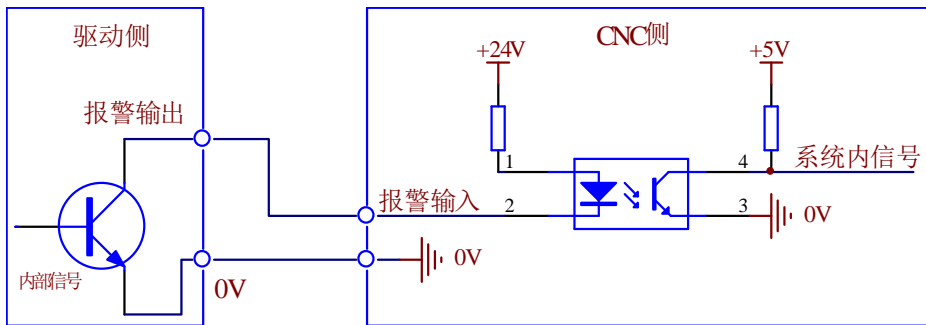 驱动侧
CNC侧
+24V
+5V
报警输出
1
4
系统内信号
报警输入
2
3
0V
0V
内部信号
0V